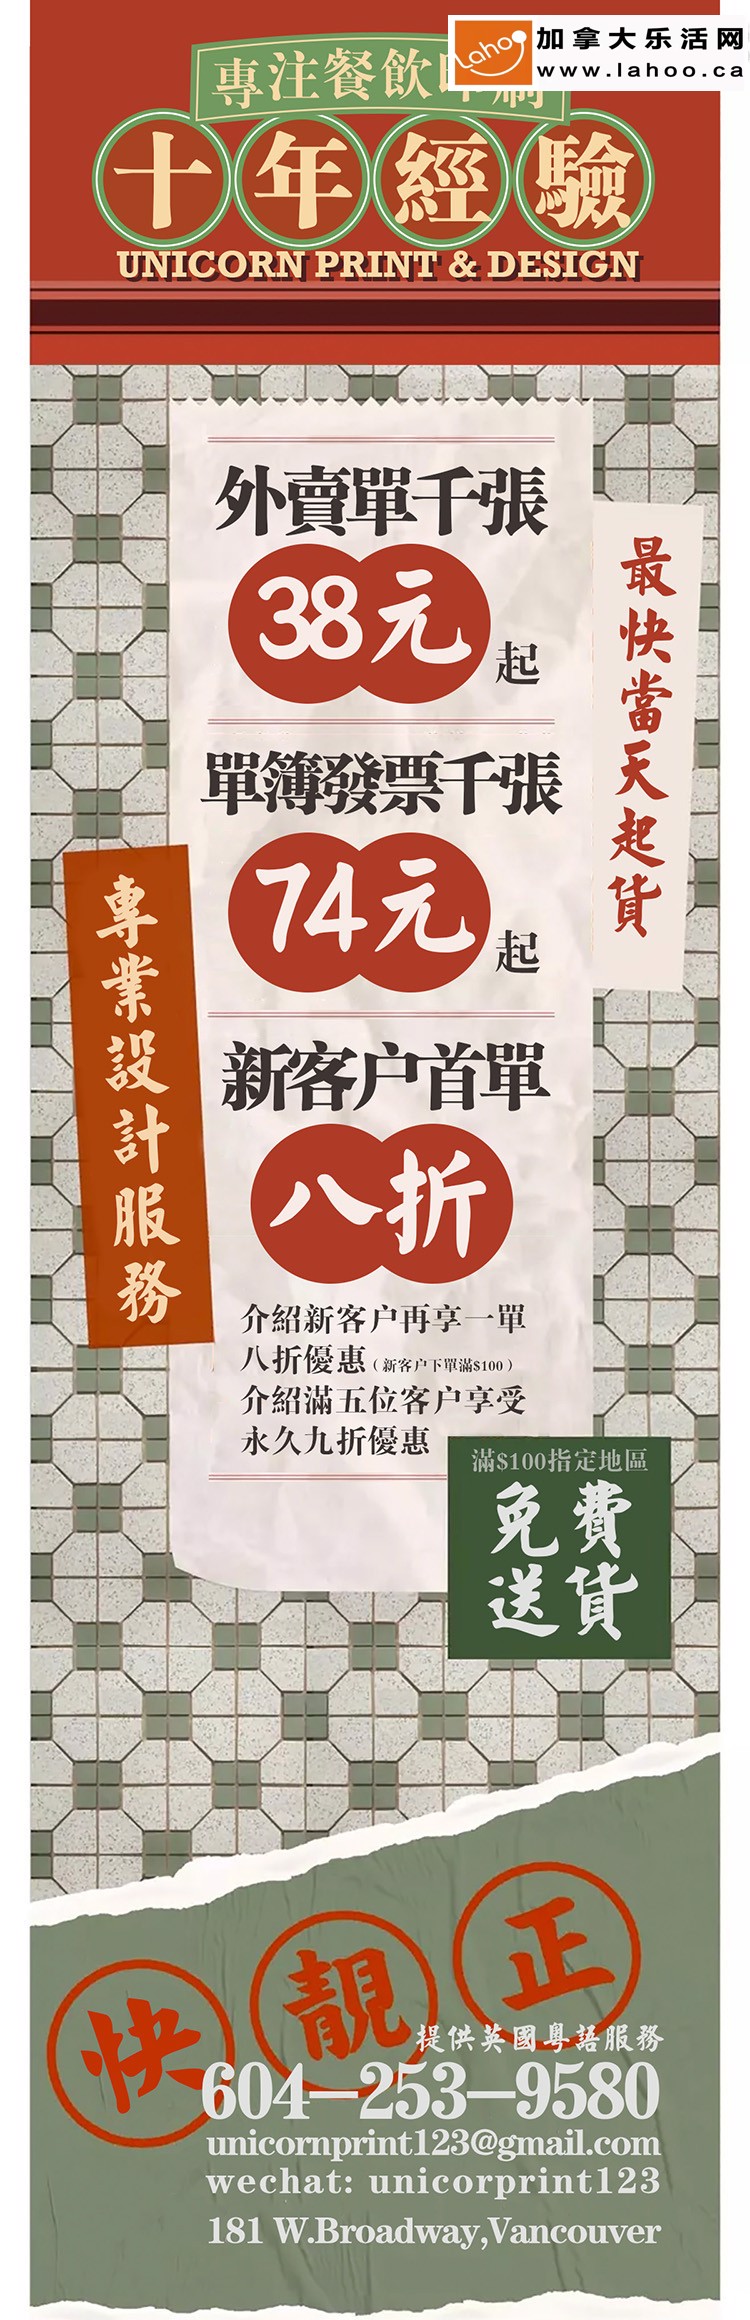 Lahoo
加拿大乐活网
www.lahoo.ca
專注餐飲印刷
十年經驗
UNICORN PRINT & DESIGN
外賣單千張
38元
起
最快當天起貨
單簿發票千張
74元
起
專業設計服務
新客户首單
八折
介紹新客户再享一單
八折優惠(新客户下單滿$100)
介紹滿五位客户享受
永久九折優惠
滿$100指定地區
免費
送貨
快靚正
提供英國粵語服務
604-253-9580
unicornprint123@gmail.com
wechat: unicorprint123
181 W.Broadway,Vancouver